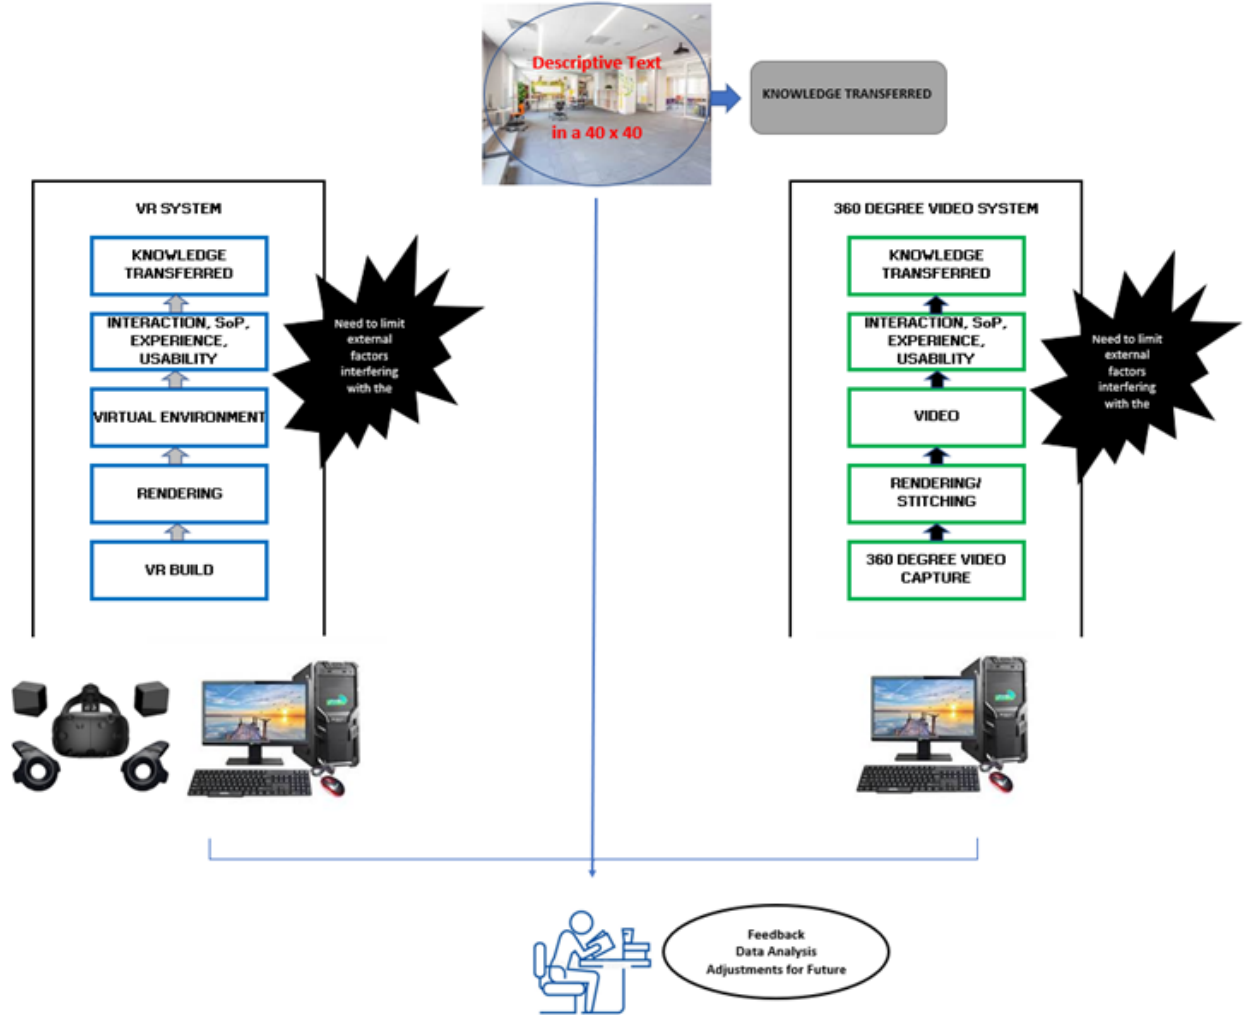 Descriptive Text
in a 40 x 40
KNOWLEDGE TRANSFERRED
VR SYSTEM
KNOWLEDGE
TRANSFERRED
INTERACTION, SoP,
EXPERIENCE,
USABILITY
VIRTUAL ENVIRONMENT
RENDERING
VR BUILD
Need to limit
external
factors
interfering
with the
360 DEGREE VIDEO SYSTEM
KNOWLEDGE
TRANSFERRED
INTERACTION, SoP,
EXPERIENCE,
USABILITY
VIDEO
RENDERING/
STITCHING
360 DEGREE VIDEO
CAPTURE
Need to limit
external
factors
interfering
with the
Feedback
Data Analysis
Adjustments for Future